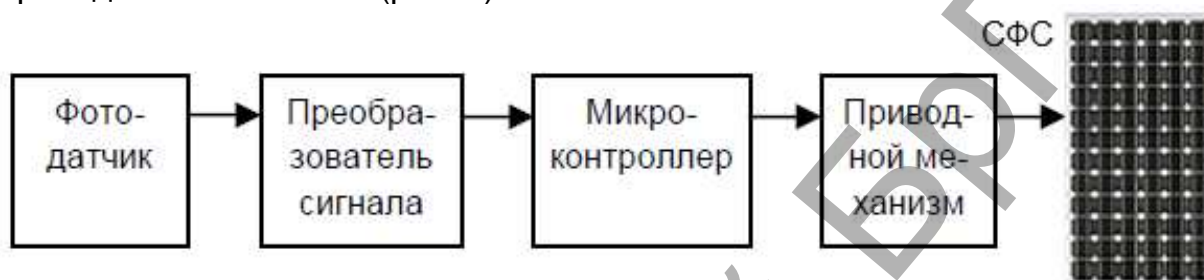 СФС
Фото-
датчик
Преобра-
зователь
сигнала
Микро-
контроллер
Привод-
ной ме-
ханизм